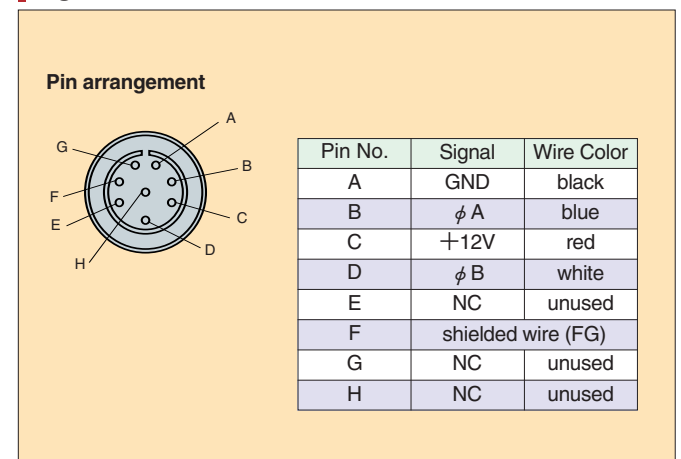 Pin arrangement
A
G
B
F
C
E
D
H
Pin No. Signal Wire Color
A GND black
B φA blue
C +12V red
D φB white
E NC unused
F shielded wire (FG)
G NC unused
H NC unused